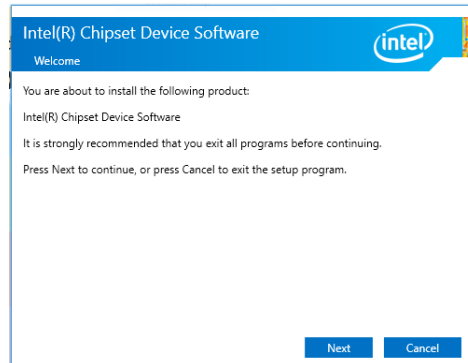 Intel(R) Chipset Device Software
intel
Welcome
You are about to install the following product:
Intel(R) Chipset Device Software
It is strongly recommended that you exit all programs before continuing.
Press Next to continue, or press Cancel to exit the setup program.
Next Cancel